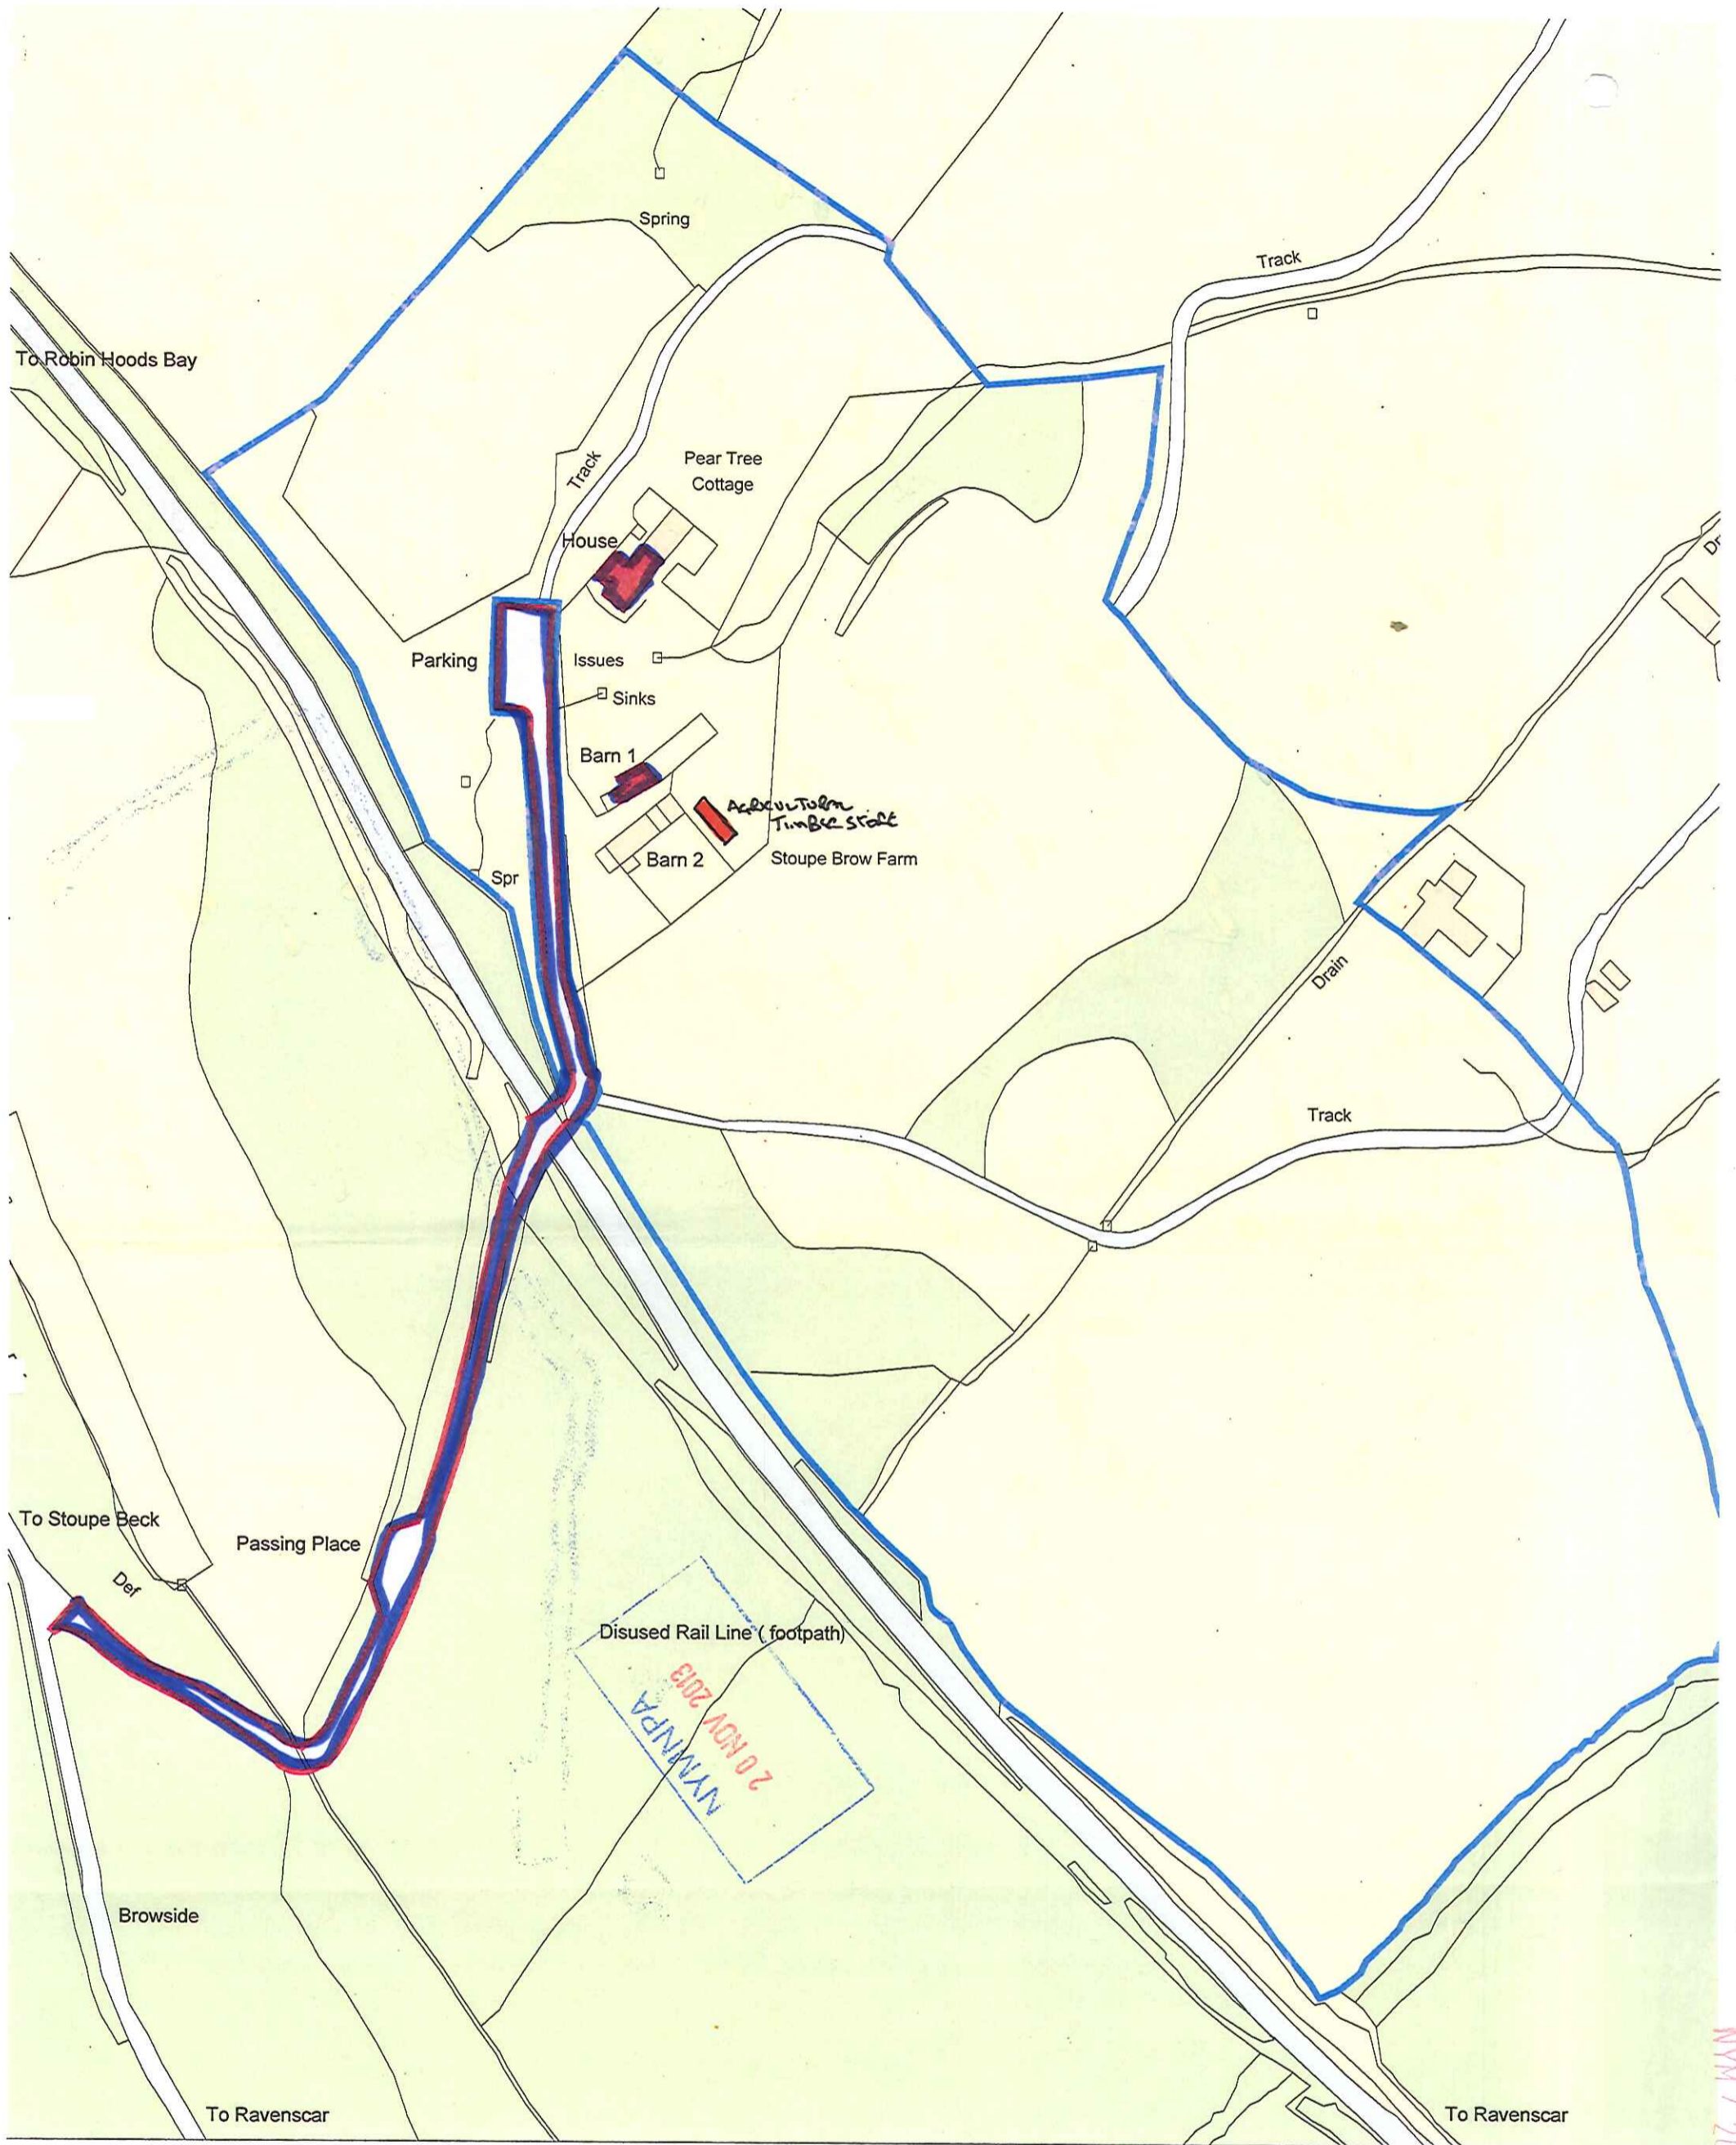 Spring
Track
To Robin Hoods Bay
Pear Tree
Cottage
Track
House
Parking
Issues
Sinks
Barn 1
AGRICULTURAL
TIMBER STORE
Barn 2
Stoupe Brow Farm
Spr
Drain
Track
To Stoupe Beck
Passing Place
Def
Disused Rail Line ( footpath)
NYMNPA
20 NOV 2013
Browside
To Ravenscar
To Ravenscar